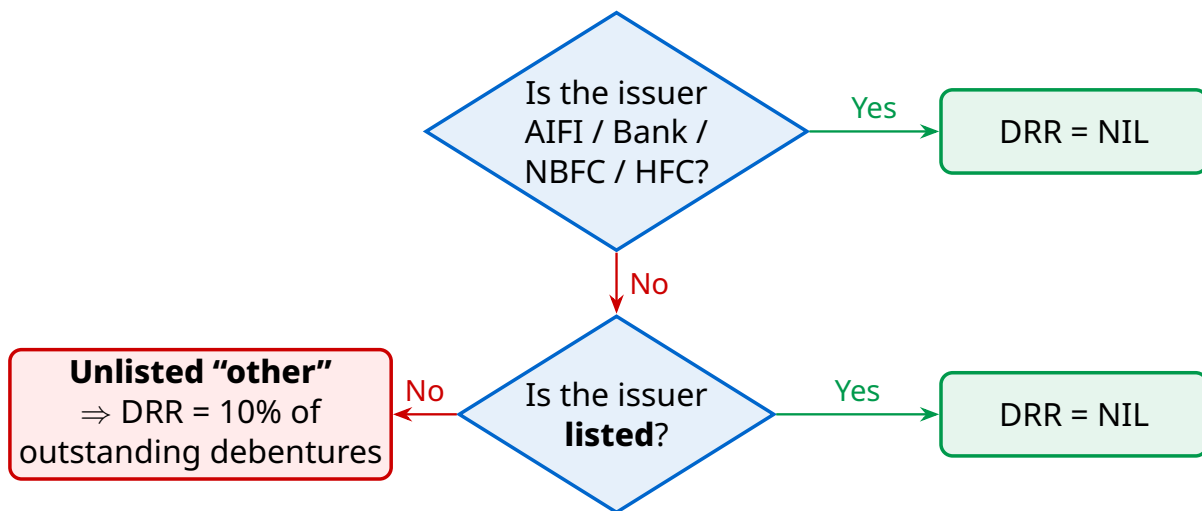 Is the issuer
AIFI / Bank /
NBFC / HFC?
Yes
DRR = NIL
No
Unlisted “other”
⇒ DRR = 10% of
outstanding debentures
No
Is the issuer
listed?
Yes
DRR = NIL